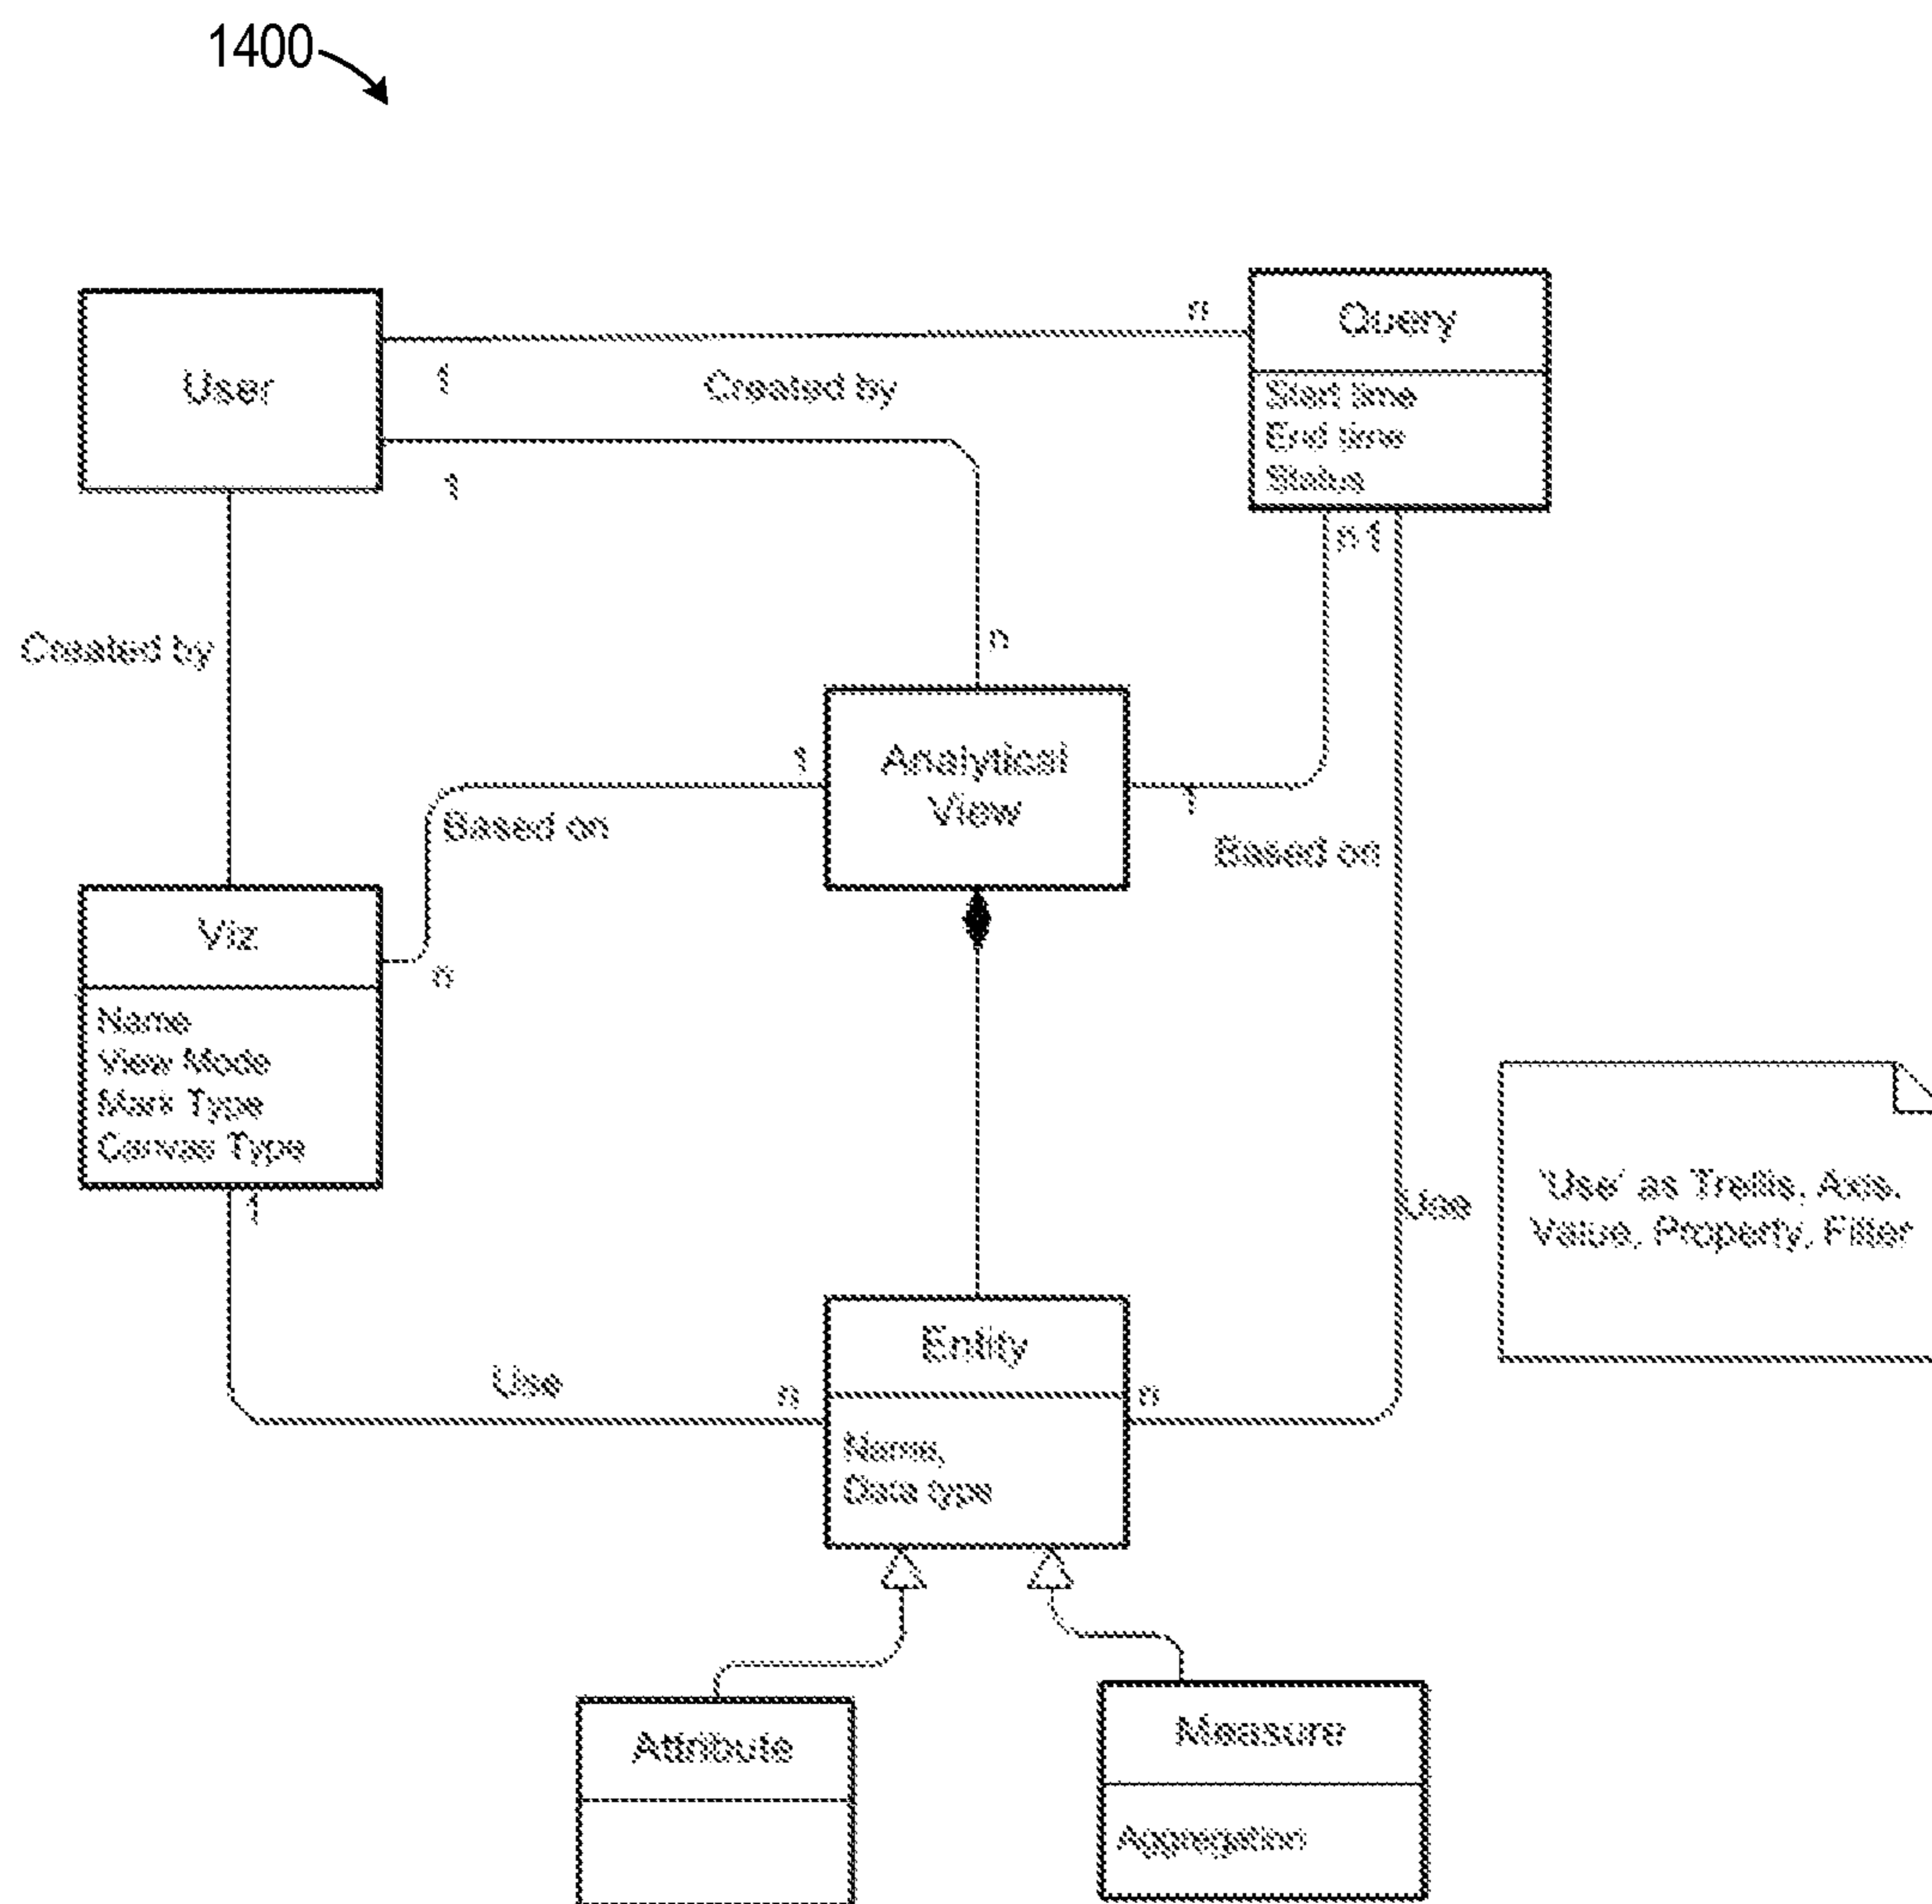 1400
User
1
n
Created by
1
n
Query
Start time
End time
Status
n 1
Created by
Analytical
View
1
Based on
n
1
Based on
Viz
Name
View Mode
Mark Type
Canvas Type
1
Use
n
Entity
Name,
Data type
n
Use
'Use' as Trellis, Axis,
Value, Property, Filter
Attribute
Measure
Aggregation